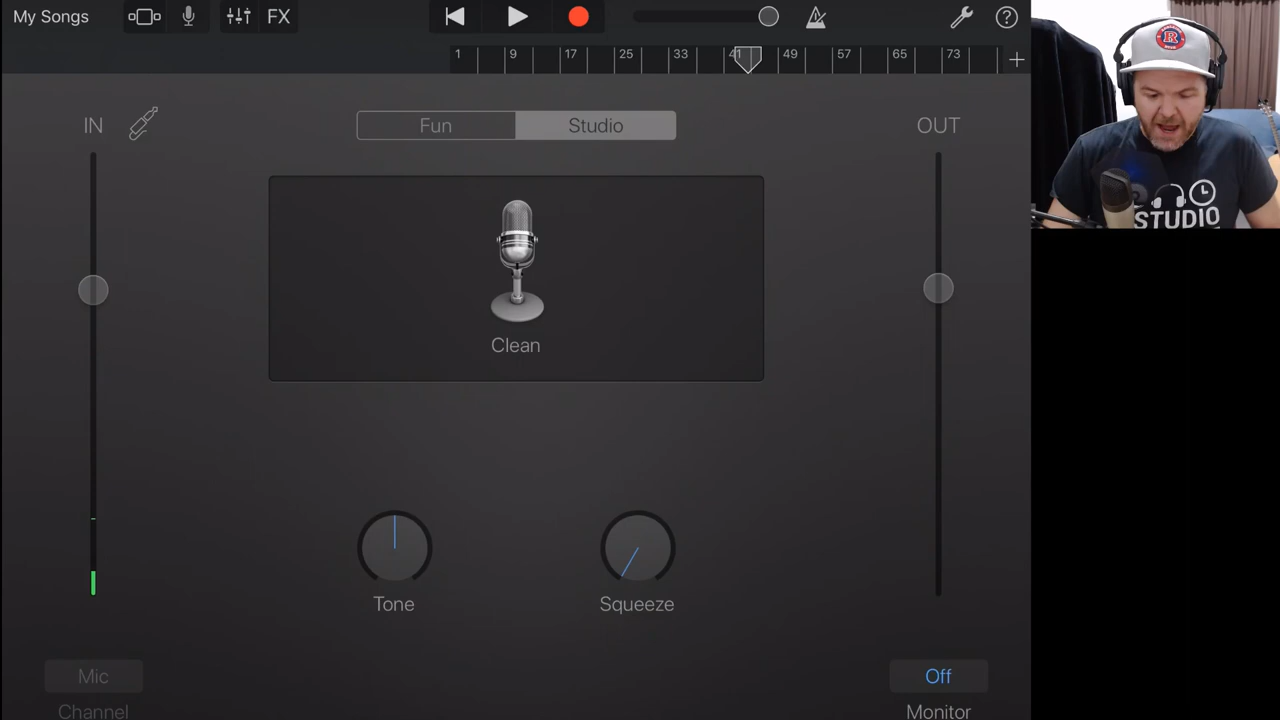 My Songs
FX
1 9 17 25 33 41 49 57 65 73 +
IN
Fun
Studio
OUT
R
STUDIO
Clean
Tone
Squeeze
Mic
Channel
Off
Monitor